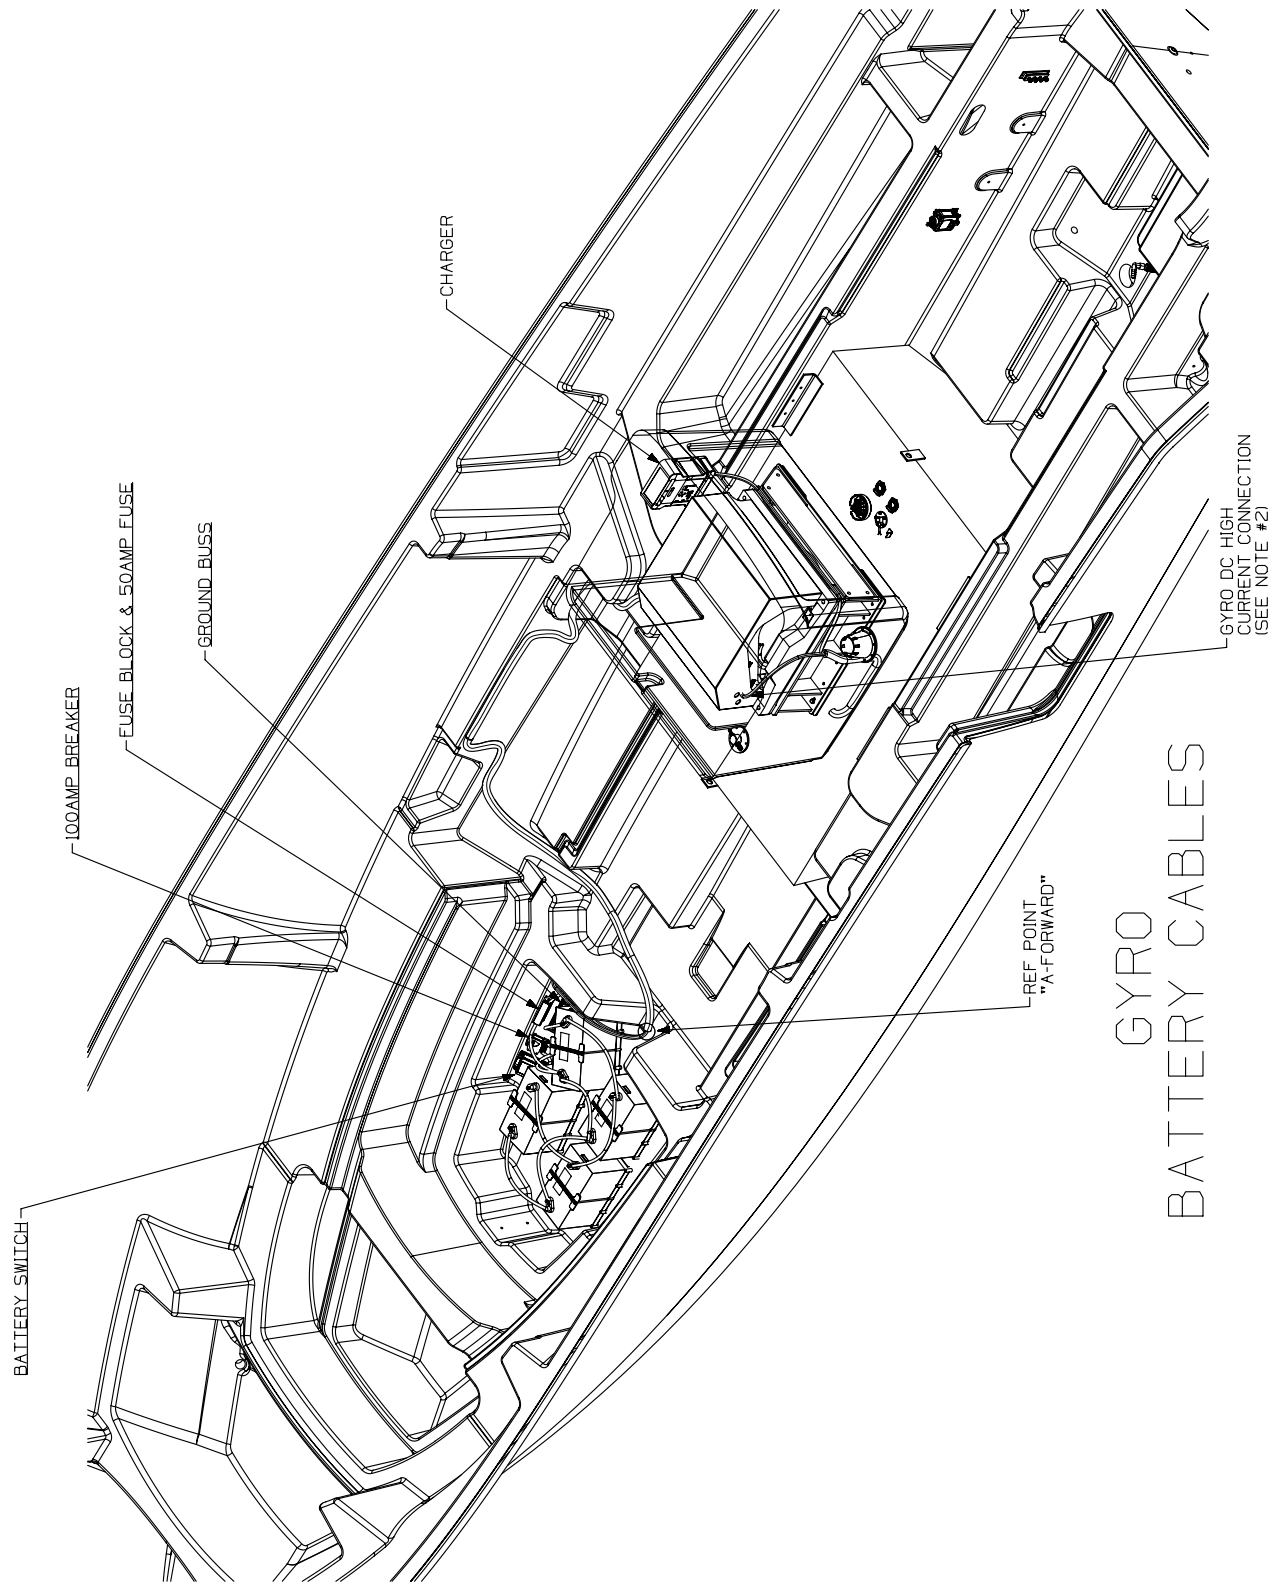 BATTERY SWITCH
100AMP BREAKER
FUSE BLOCK & 50AMP FUSE
GROUND BUSS
CHARGER
REF POINT
"A-FORWARD"
GYRO DC HIGH
CURRENT CONNECTION
(SEE NOTE #2)
GYRO
BATTERY CABLES